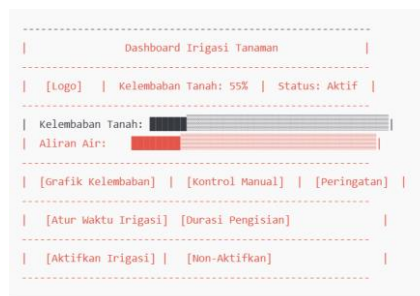 Dashboard Irigasi Tanaman
[Logo] | Kelembaban Tanah: 55% | Status: Aktif |
Kelembaban Tanah:
Aliran Air:
[Grafik Kelembaban] | [Kontrol Manual] | [Peringatan] |
[Atur Waktu Irigasi] [Durasi Pengisian]
[Aktifkan Irigasi] | [Non-Aktifkan]